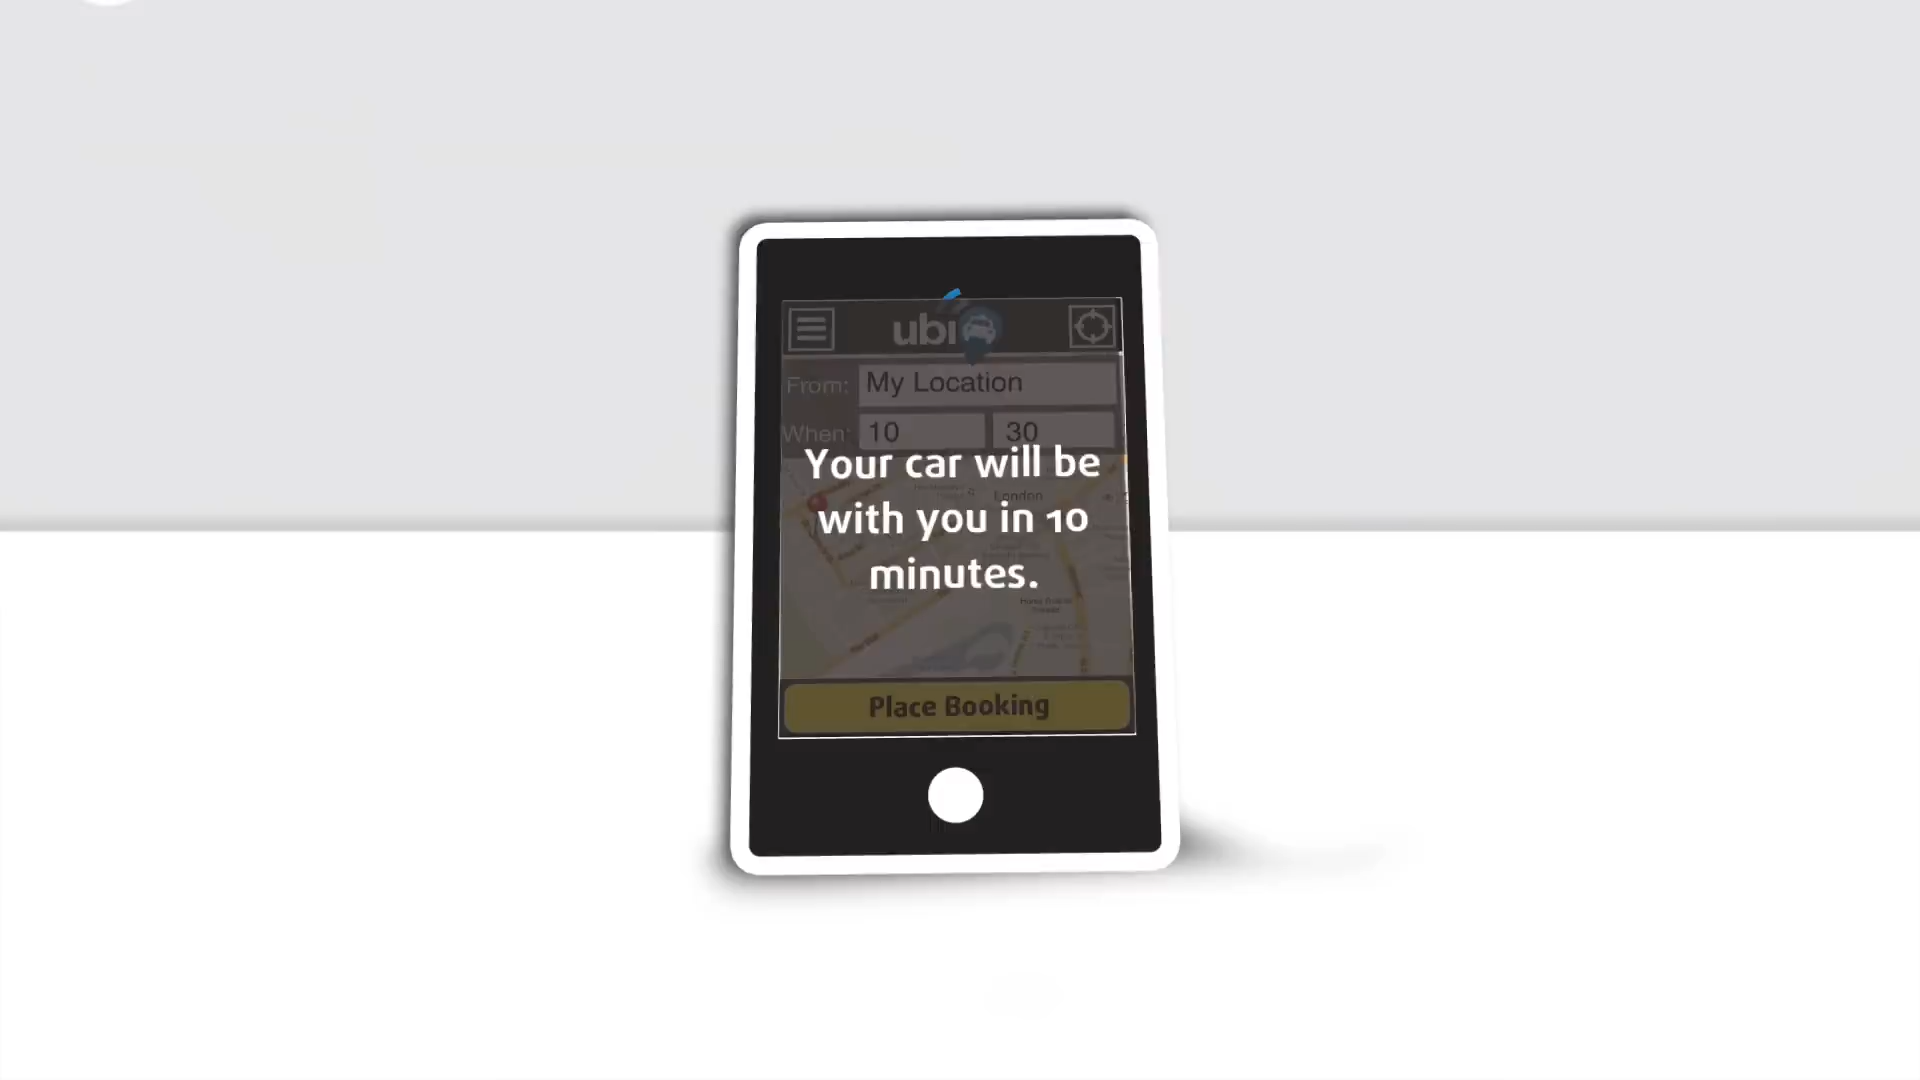 ubi
From: My Location
When: 10 30
London
Your car will be
with you in 10
minutes.
Place Booking